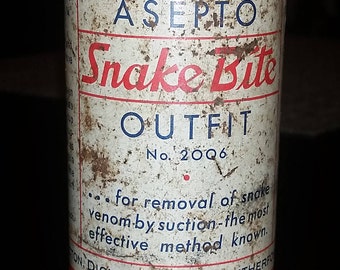 ASEPTO
Snake Bite
OUTFIT
No. 2006
... for removal of snake
venom by suction - the most
effective method known.